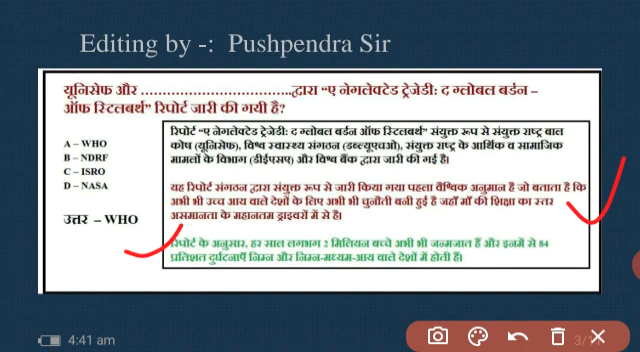 Editing by -: Pushpendra Sir
यूनिसेफ और ....................................द्वारा “ए नेगलेक्टेड ट्रेजेडी: द ग्लोबल बर्डन –
ऑफ स्टिलबर्थ” रिपोर्ट जारी की गयी है?
A – WHO
B – NDRF
C – ISRO
D – NASA
उत्तर – WHO
रिपोर्ट “ए नेगलेक्टेड ट्रेजेडी: द ग्लोबल बर्डन ऑफ स्टिलबर्थ” संयुक्त रूप से संयुक्त राष्ट्र बाल
कोष (यूनिसेफ), विश्व स्वास्थ्य संगठन (डब्ल्यूएचओ), संयुक्त राष्ट्र के आर्थिक व सामाजिक
मामलों के विभाग (डीईएसए) और विश्व बैंक द्वारा जारी की गई है।
यह रिपोर्ट संगठन द्वारा संयुक्त रूप से जारी किया गया पहला वैश्विक अनुमान है जो बताता है कि
अभी भी उच्च आय वाले देशों के लिए अभी भी चुनौती बनी हुई है जहाँ माँ की शिक्षा का स्तर
असमानता के महानतम ड्राइवरों में से है।
रिपोर्ट के अनुसार, हर साल लगभग 2 मिलियन बच्चे अभी भी जन्मजात हैं और इनमें से 84
प्रतिशत दुर्घटनाएँ निम्न और निम्न-मध्यम-आय वाले देशों में होती हैं।
4:41 am